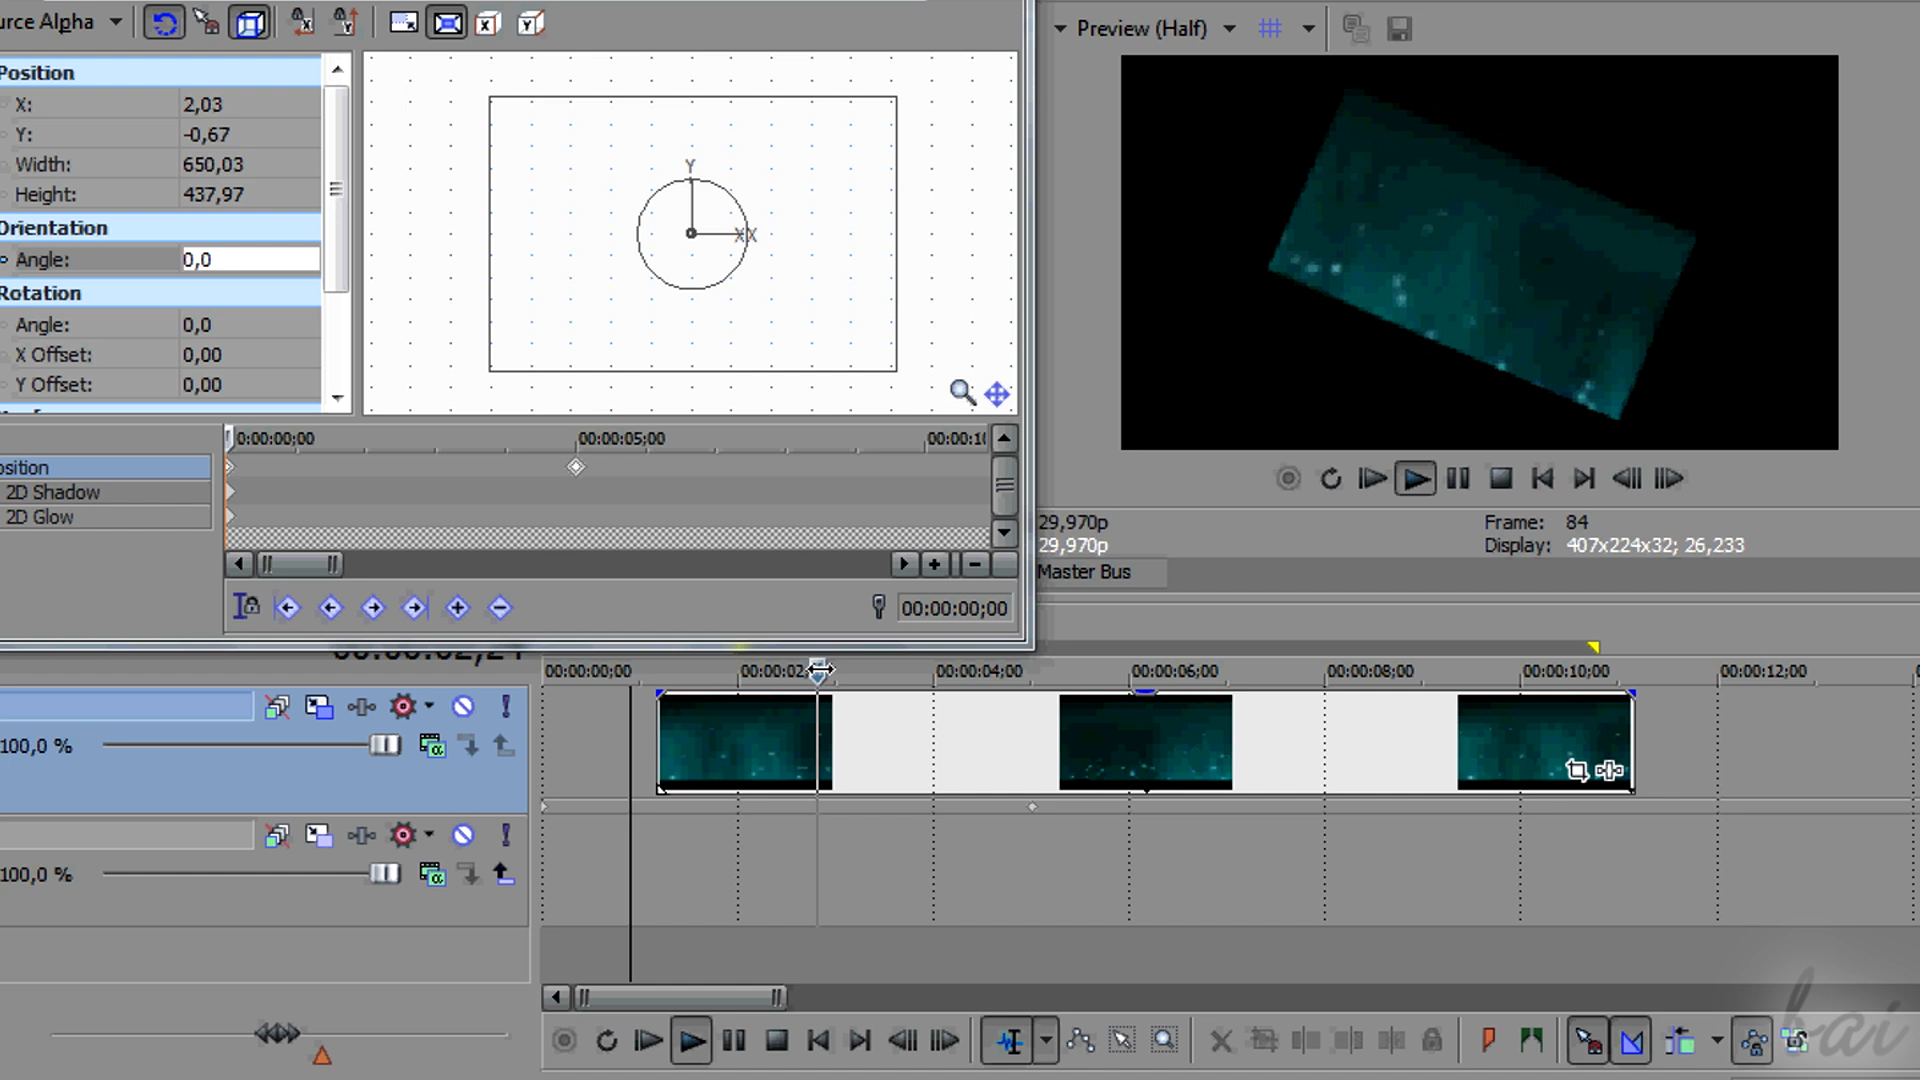 urce Alpha
Preview (Half)
Position
X: 2,03
Y: -0,67
Width: 650,03
Height: 437,97
Orientation
Angle: 0,0
Rotation
Angle: 0,0
X Offset: 0,00
Y Offset: 0,00
Y
X X
0:00:00;00 00:00:05;00 00:00:1(
osition
2D Shadow
2D Glow
29,970p
29,970p
Frame: 84
Display: 407x224x32; 26,233
Master Bus
00:00:00;00
00:00:00;00 00:00:02 00:00:04;00 00:00:06;00 00:00:08;00 00:00:10;00 00:00:12;00
100,0 %
100,0 %
bai